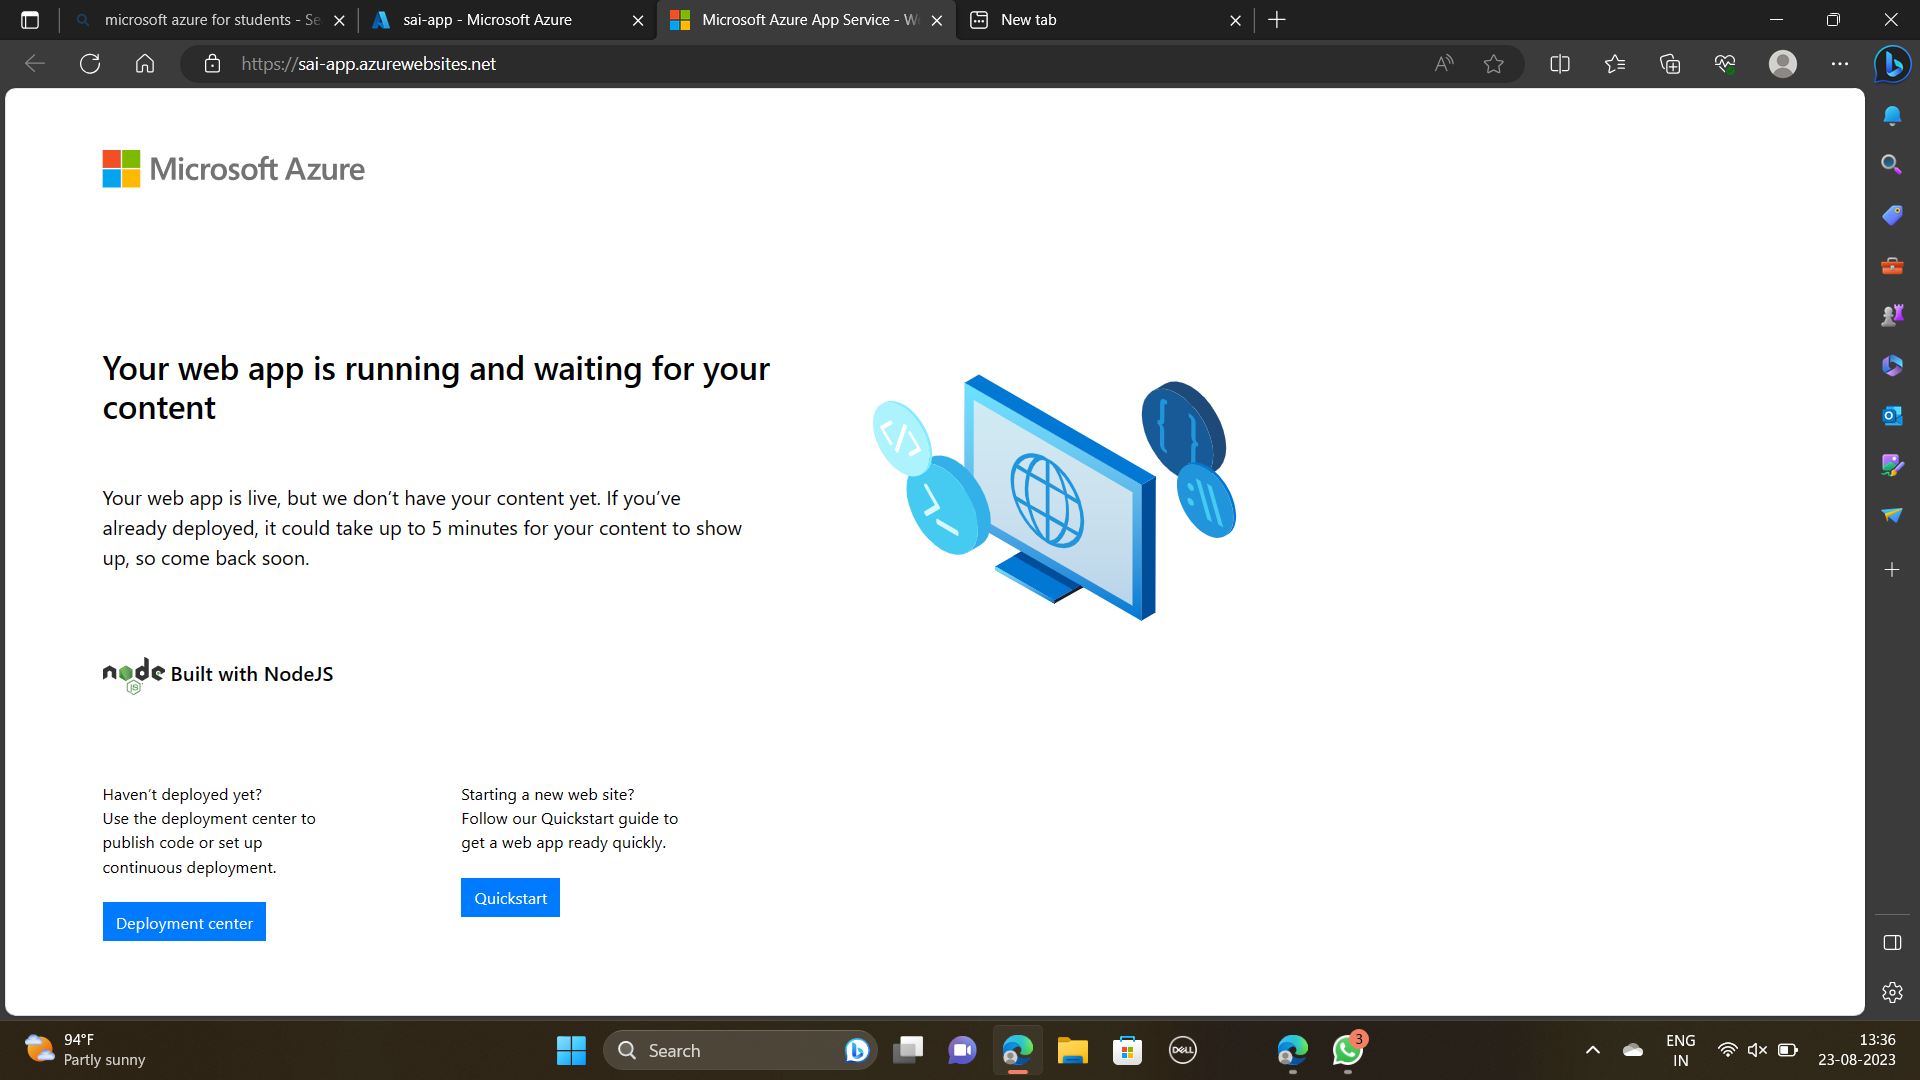 microsoft azure for students - Se
sai-app - Microsoft Azure
Microsoft Azure App Service - W
New tab
https://sai-app.azurewebsites.net
Microsoft Azure
Your web app is running and waiting for your
content
Your web app is live, but we don’t have your content yet. If you’ve
already deployed, it could take up to 5 minutes for your content to show
up, so come back soon.
node
JS
Built with NodeJS
Haven’t deployed yet?
Use the deployment center to
publish code or set up
continuous deployment.
Deployment center
Starting a new web site?
Follow our Quickstart guide to
get a web app ready quickly.
Quickstart
94°F
Partly sunny
Search
DELL
3
ENG
IN
13:36
23-08-2023